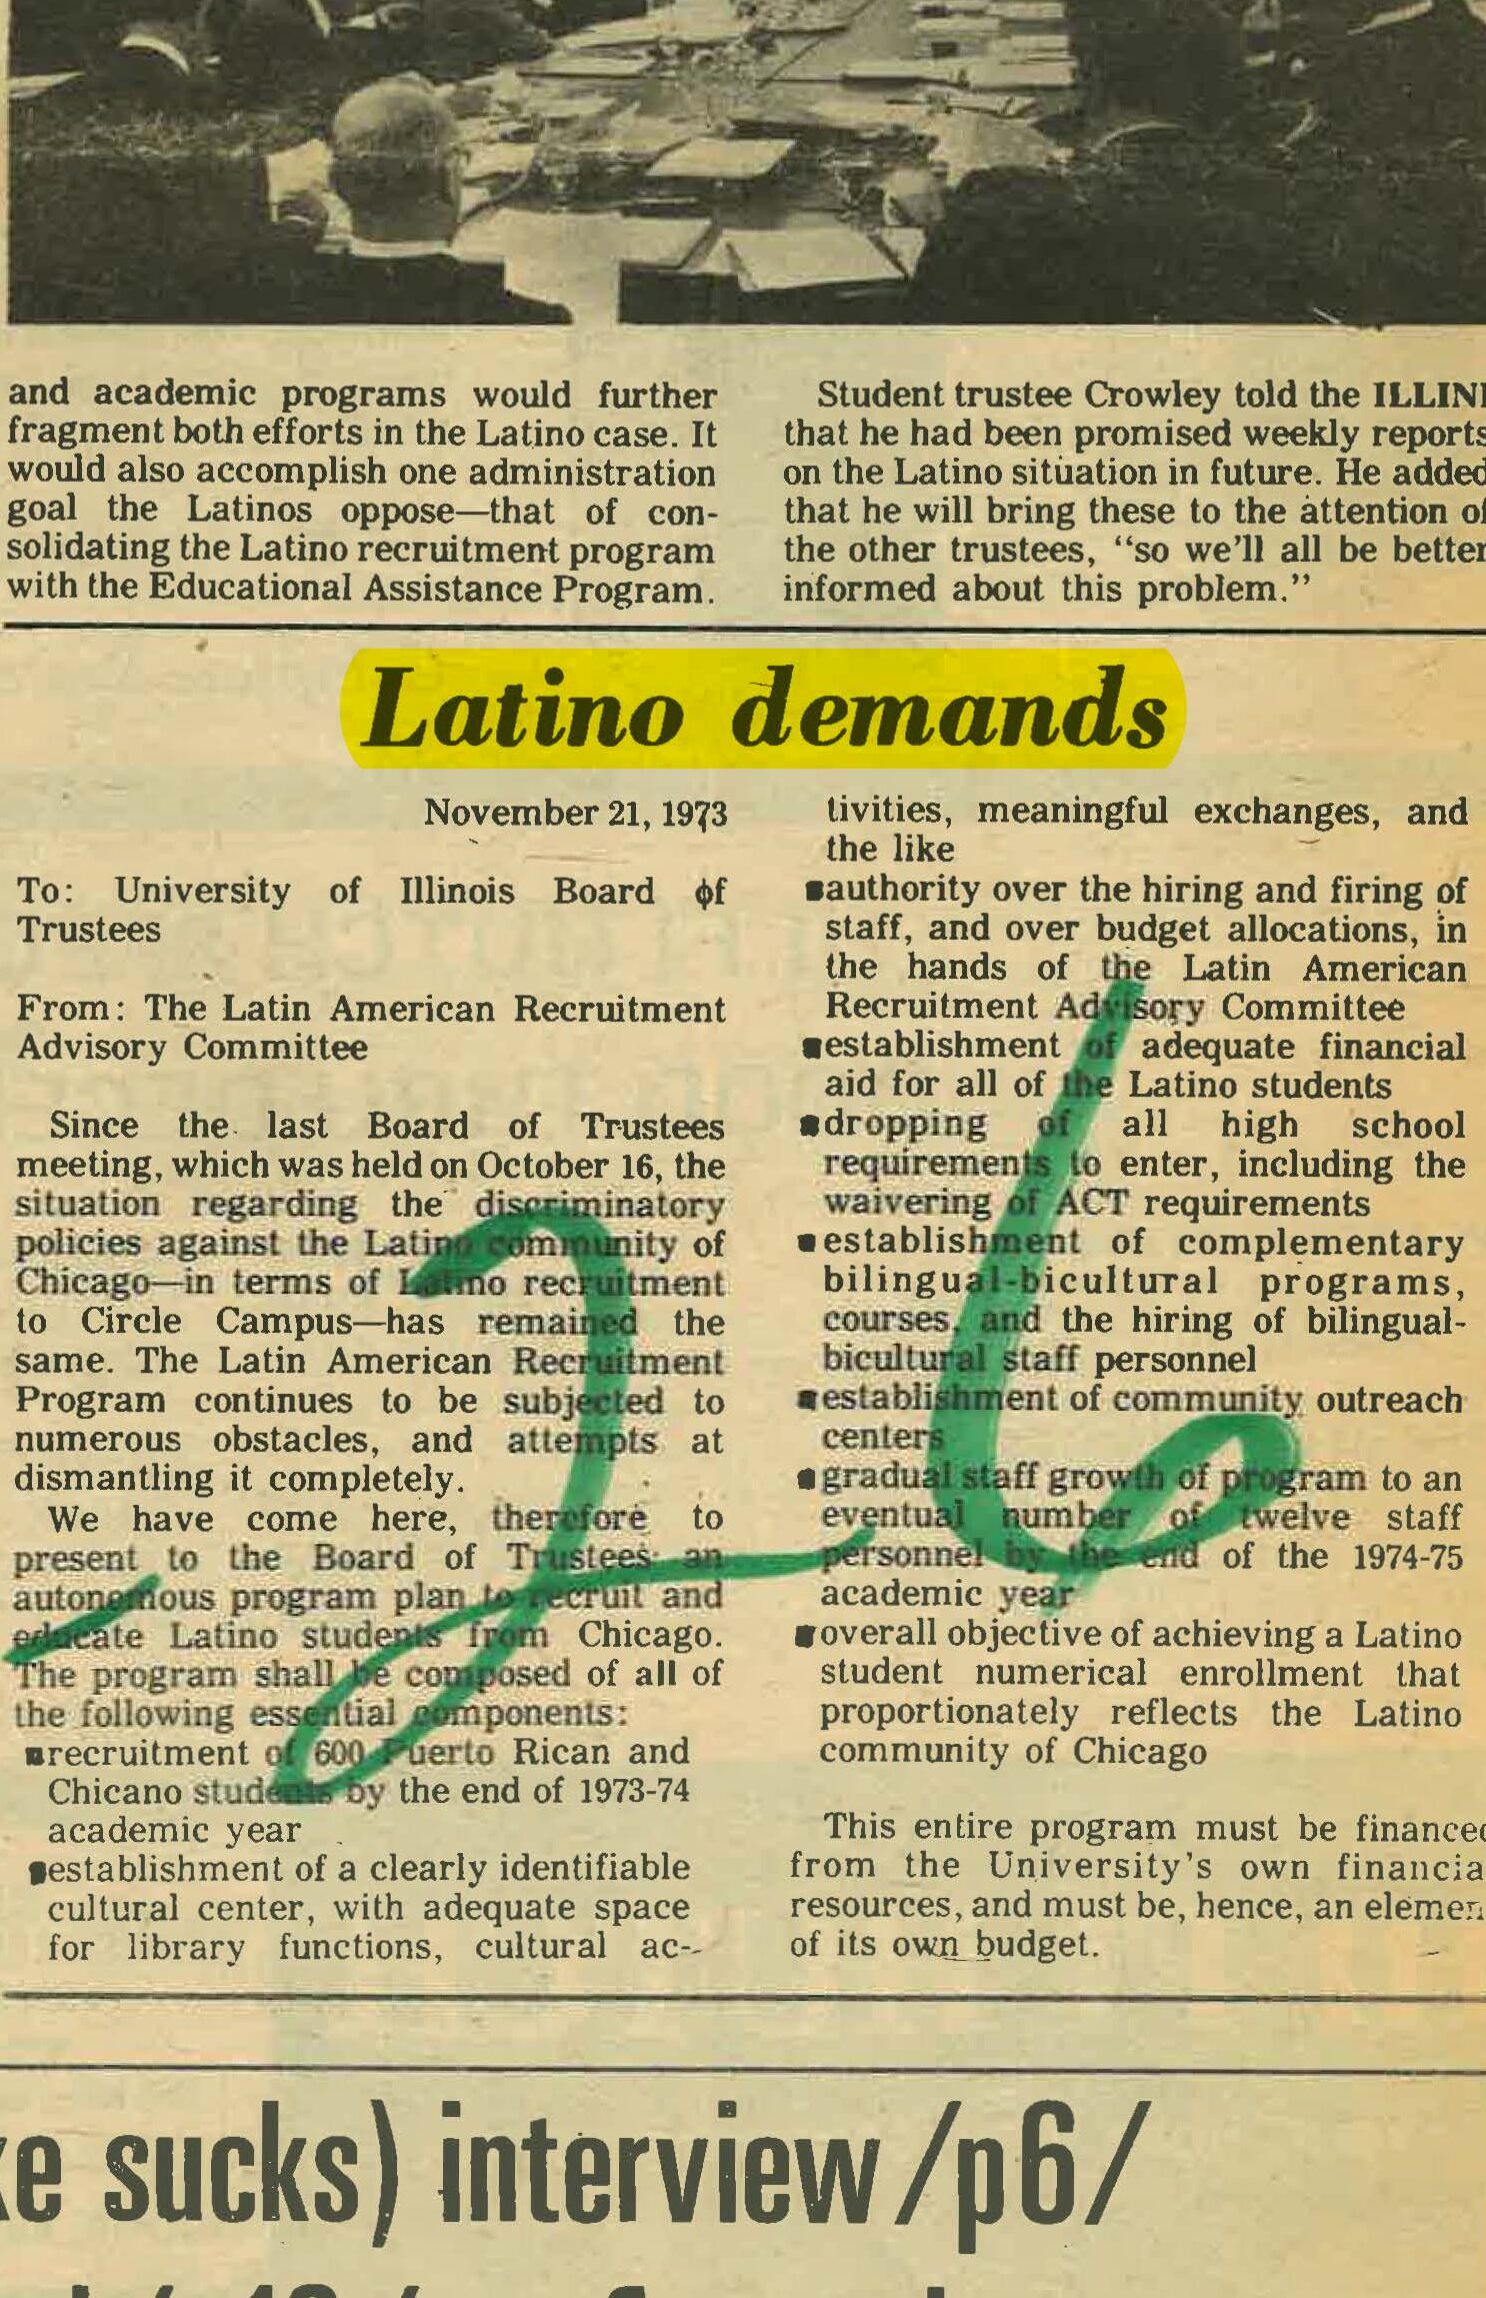 and academic programs would further
fragment both efforts in the Latino case. It
would also accomplish one administration
goal the Latinos oppose—that of con-
solidating the Latino recruitment program
with the Educational Assistance Program.
Student trustee Crowley told the ILLINI
that he had been promised weekly reports
on the Latino situation in future. He added
that he will bring these to the attention of
the other trustees, “so we'll all be better
informed about this problem.”
Latino demands
November 21, 1973
To: University of Illinois Board of
Trustees
From: The Latin American Recruitment
Advisory Committee
Since the last Board of Trustees
meeting, which was held on October 16, the
situation regarding the discriminatory
policies against the Latino community of
Chicago—in terms of Latino recruitment
to Circle Campus—has remained the
same. The Latin American Recruitment
Program continues to be subjected to
numerous obstacles, and attempts at
dismantling it completely.
We have come here, therefore to
present to the Board of Trustees an
autonomous program plan to recruit and
educate Latino students from Chicago.
The program shall be composed of all of
the following essential components:
■recruitment of 600 Puerto Rican and
Chicano students by the end of 1973-74
academic year
■establishment of a clearly identifiable
cultural center, with adequate space
for library functions, cultural ac-
tivities, meaningful exchanges, and
the like
■authority over the hiring and firing of
staff, and over budget allocations, in
the hands of the Latin American
Recruitment Advisory Committee
■establishment of adequate financial
aid for all of the Latino students
■dropping of all high school
requirements to enter, including the
waivering of ACT requirements
■establishment of complementary
bilingual-bicultural programs,
courses, and the hiring of bilingual-
bicultural staff personnel
■establishment of community outreach
centers
■gradual staff growth of program to an
eventual number of twelve staff
personnel by the end of the 1974-75
academic year
■overall objective of achieving a Latino
student numerical enrollment that
proportionately reflects the Latino
community of Chicago
This entire program must be financed
from the University's own financia
resources, and must be, hence, an elemen
of its own budget.
sucks) interview/p6/